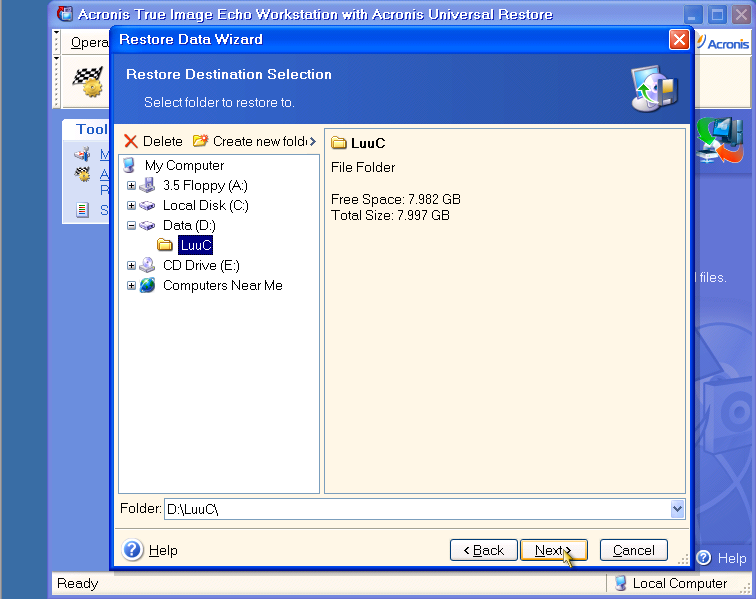 Acronis True Image Echo Workstation with Acronis Universal Restore
Opera
Acronis
Restore Data Wizard
Restore Destination Selection
Select folder to restore to.
Tool
M
A
R
S
Delete
Create new fold
My Computer
3.5 Floppy (A:)
Local Disk (C:)
Data (D:)
LuuC
CD Drive (E:)
Computers Near Me
LuuC
File Folder
Free Space: 7.982 GB
Total Size: 7.997 GB
files.
Folder: D:\LuuC\
Help
< Back
Next >
Cancel
Help
Ready
Local Computer